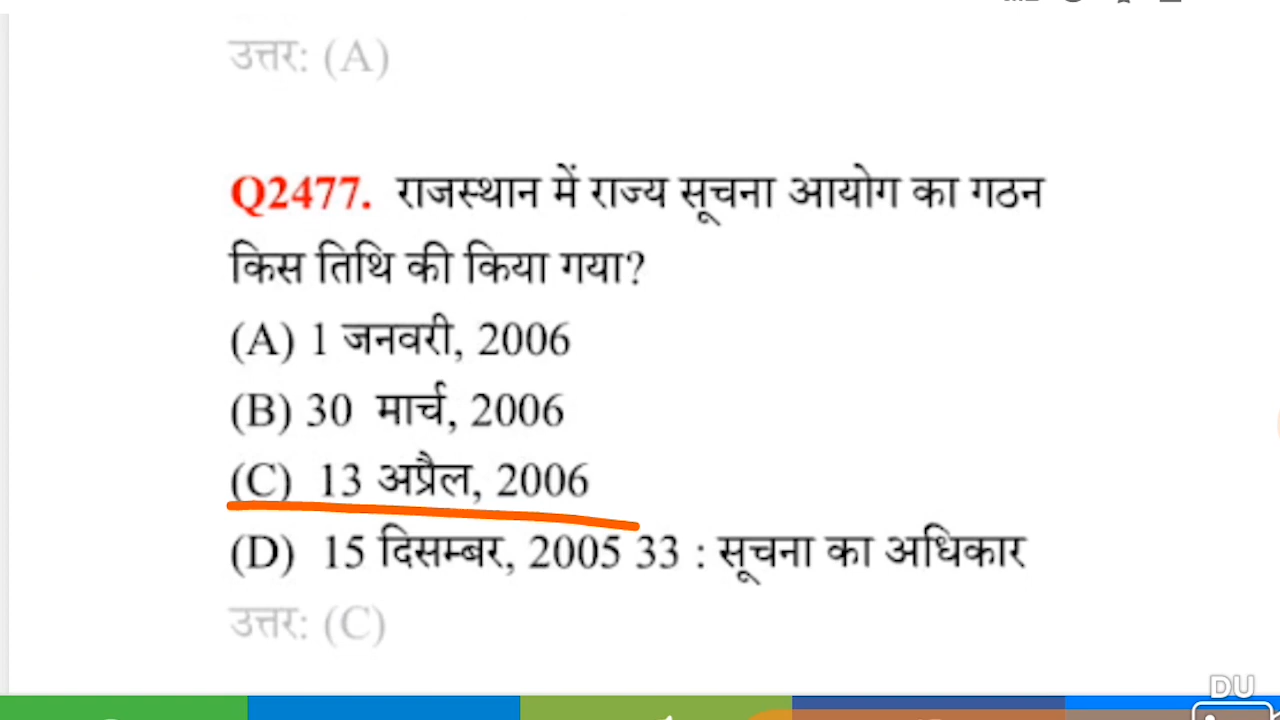 उत्तर: (A)
Q2477. राजस्थान में राज्य सूचना आयोग का गठन
किस तिथि की किया गया?
(A) 1 जनवरी, 2006
(B) 30 मार्च, 2006
(C) 13 अप्रैल, 2006
(D) 15 दिसम्बर, 2005 33 : सूचना का अधिकार
उत्तर: (C)
DU